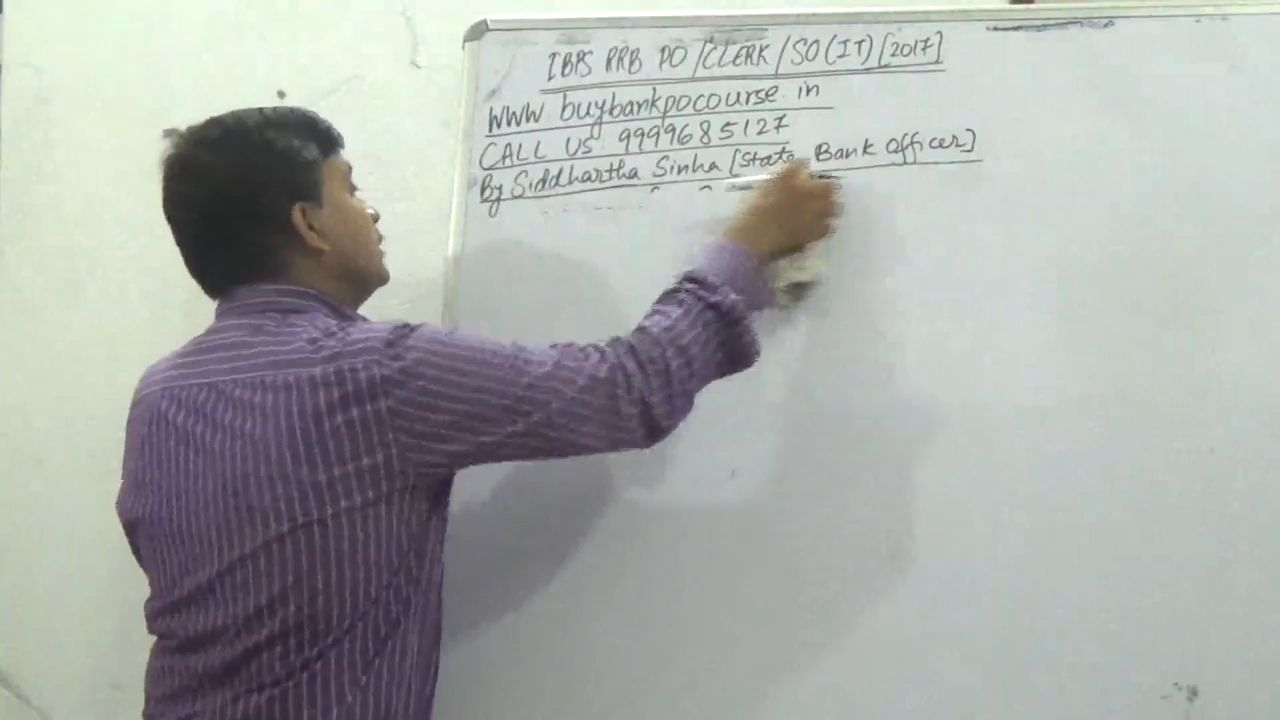 IBPS RRB PO/CLERK/SO(IT)[2017]
WWW buybankpocourse in
CALL US 9999685127
By Siddhartha Sinha [State Bank officer]